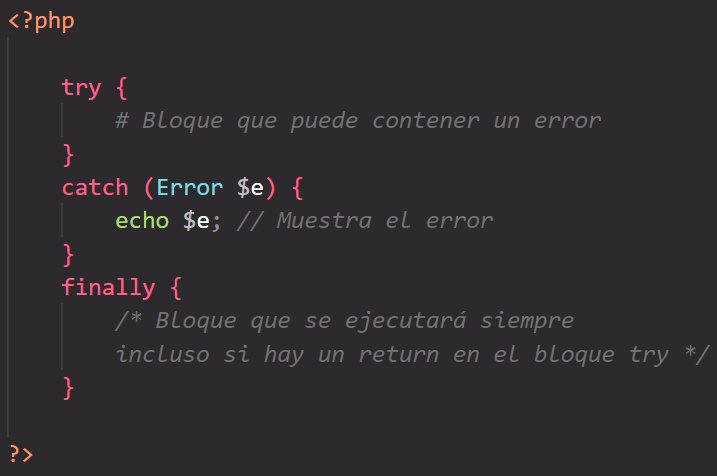 <?php
try {
# Bloque que puede contener un error
}
catch (Error $e) {
echo $e; // Muestra el error
}
finally {
/* Bloque que se ejecutará siempre
incluso si hay un return en el bloque try */
}
?>